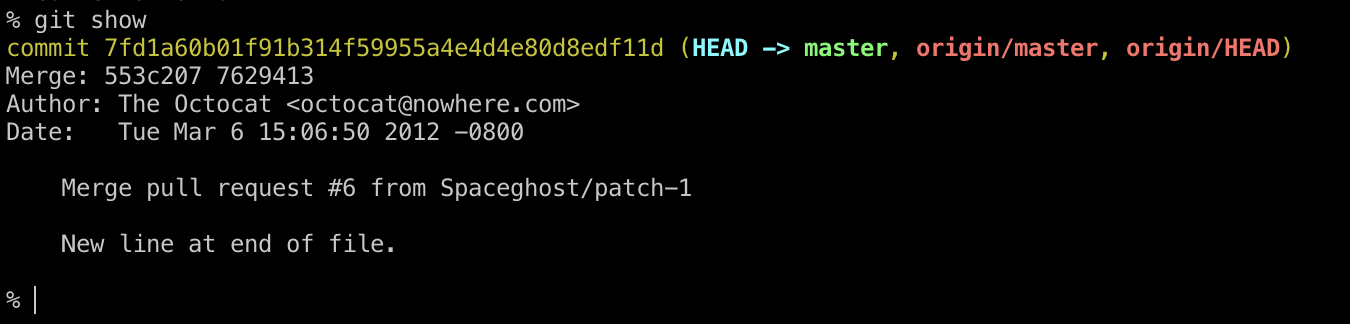 % git show
commit 7fd1a60b01f91b314f59955a4e4d4e80d8edf11d (HEAD -> master, origin/master, origin/HEAD)
Merge: 553c207 7629413
Author: The Octocat <octocat@nowhere.com>
Date:   Tue Mar 6 15:06:50 2012 -0800

    Merge pull request #6 from Spaceghost/patch-1

    New line at end of file.

%